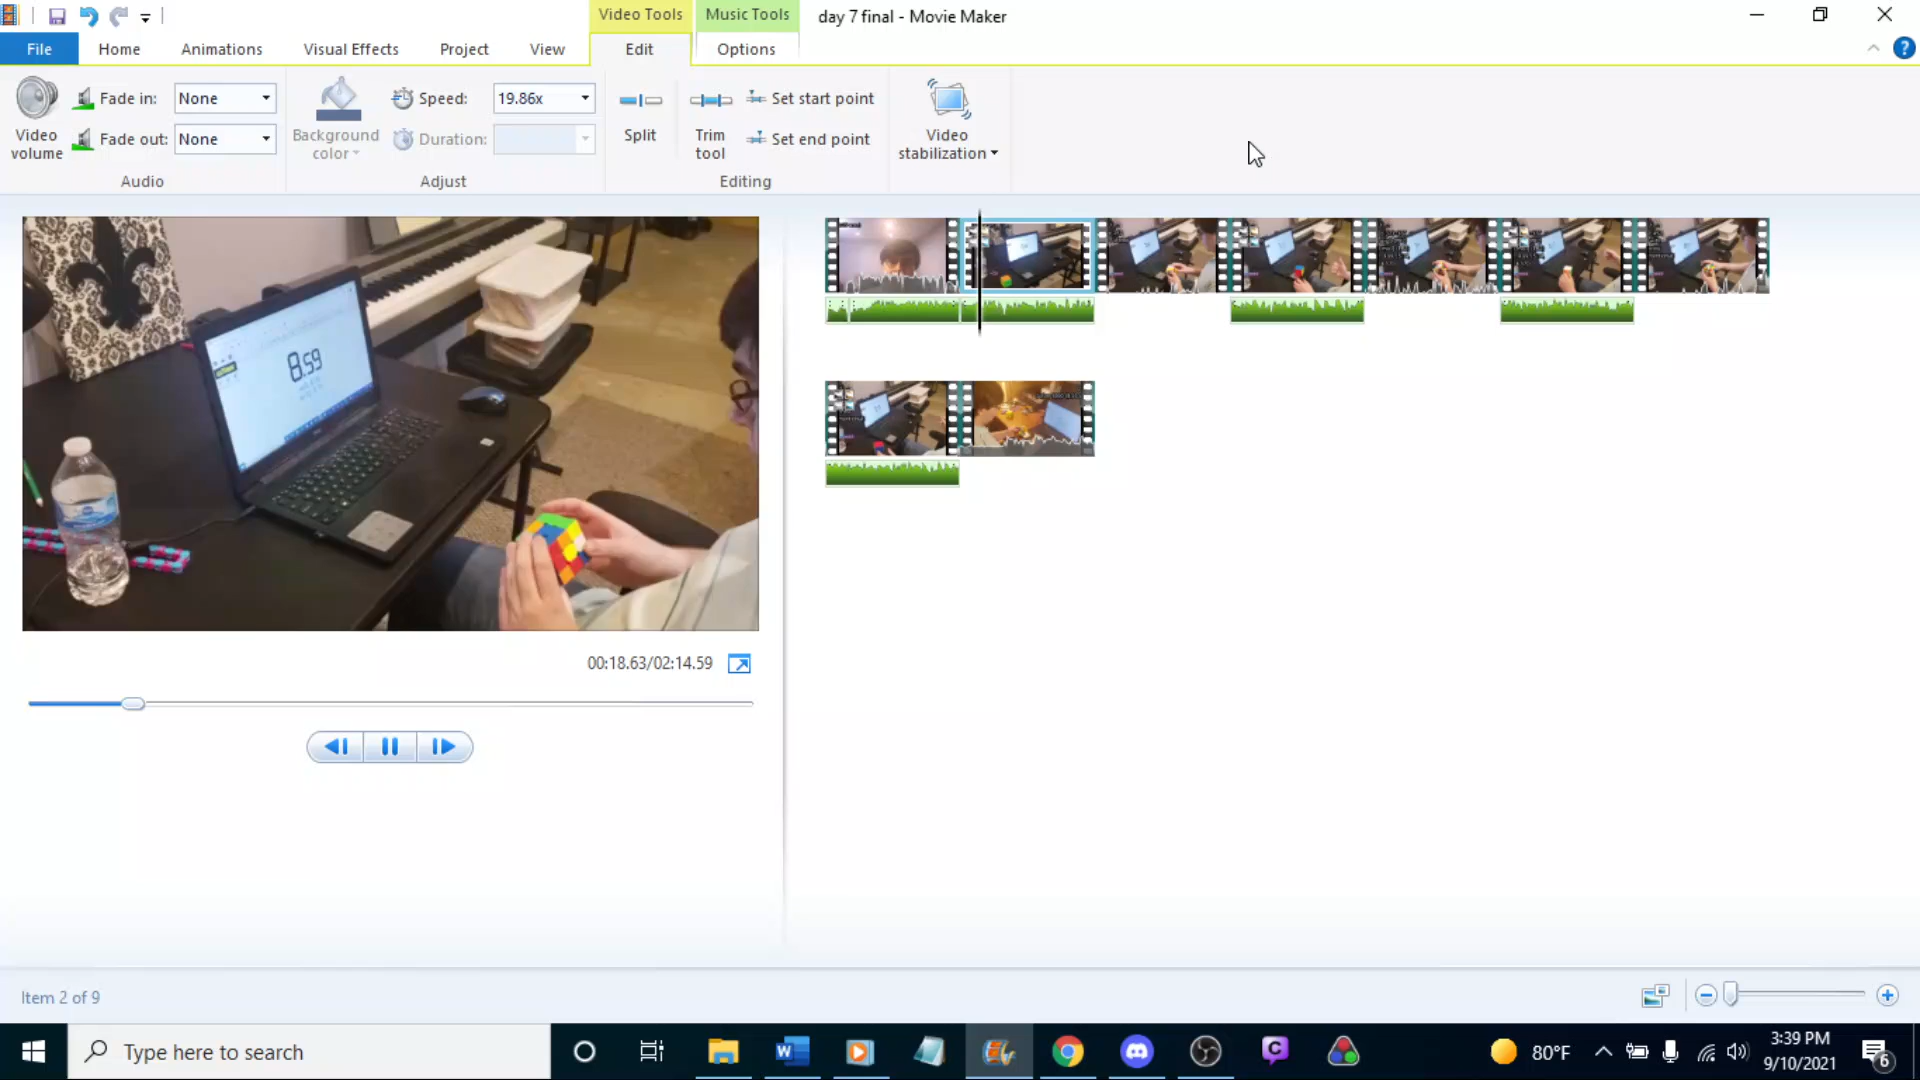 Video Tools
Music Tools
day 7 final - Movie Maker
File
Home
Animations
Visual Effects
Project
View
Edit
Options
Video volume
Fade in:
None
Fade out:
None
Audio
Background color
Speed:
19.86x
Duration:
Adjust
Split
Trim tool
Set start point
Set end point
Editing
Video stabilization
8.59
00:18.63/02:14.59
Item 2 of 9
Type here to search
80°F
3:39 PM
9/10/2021
6